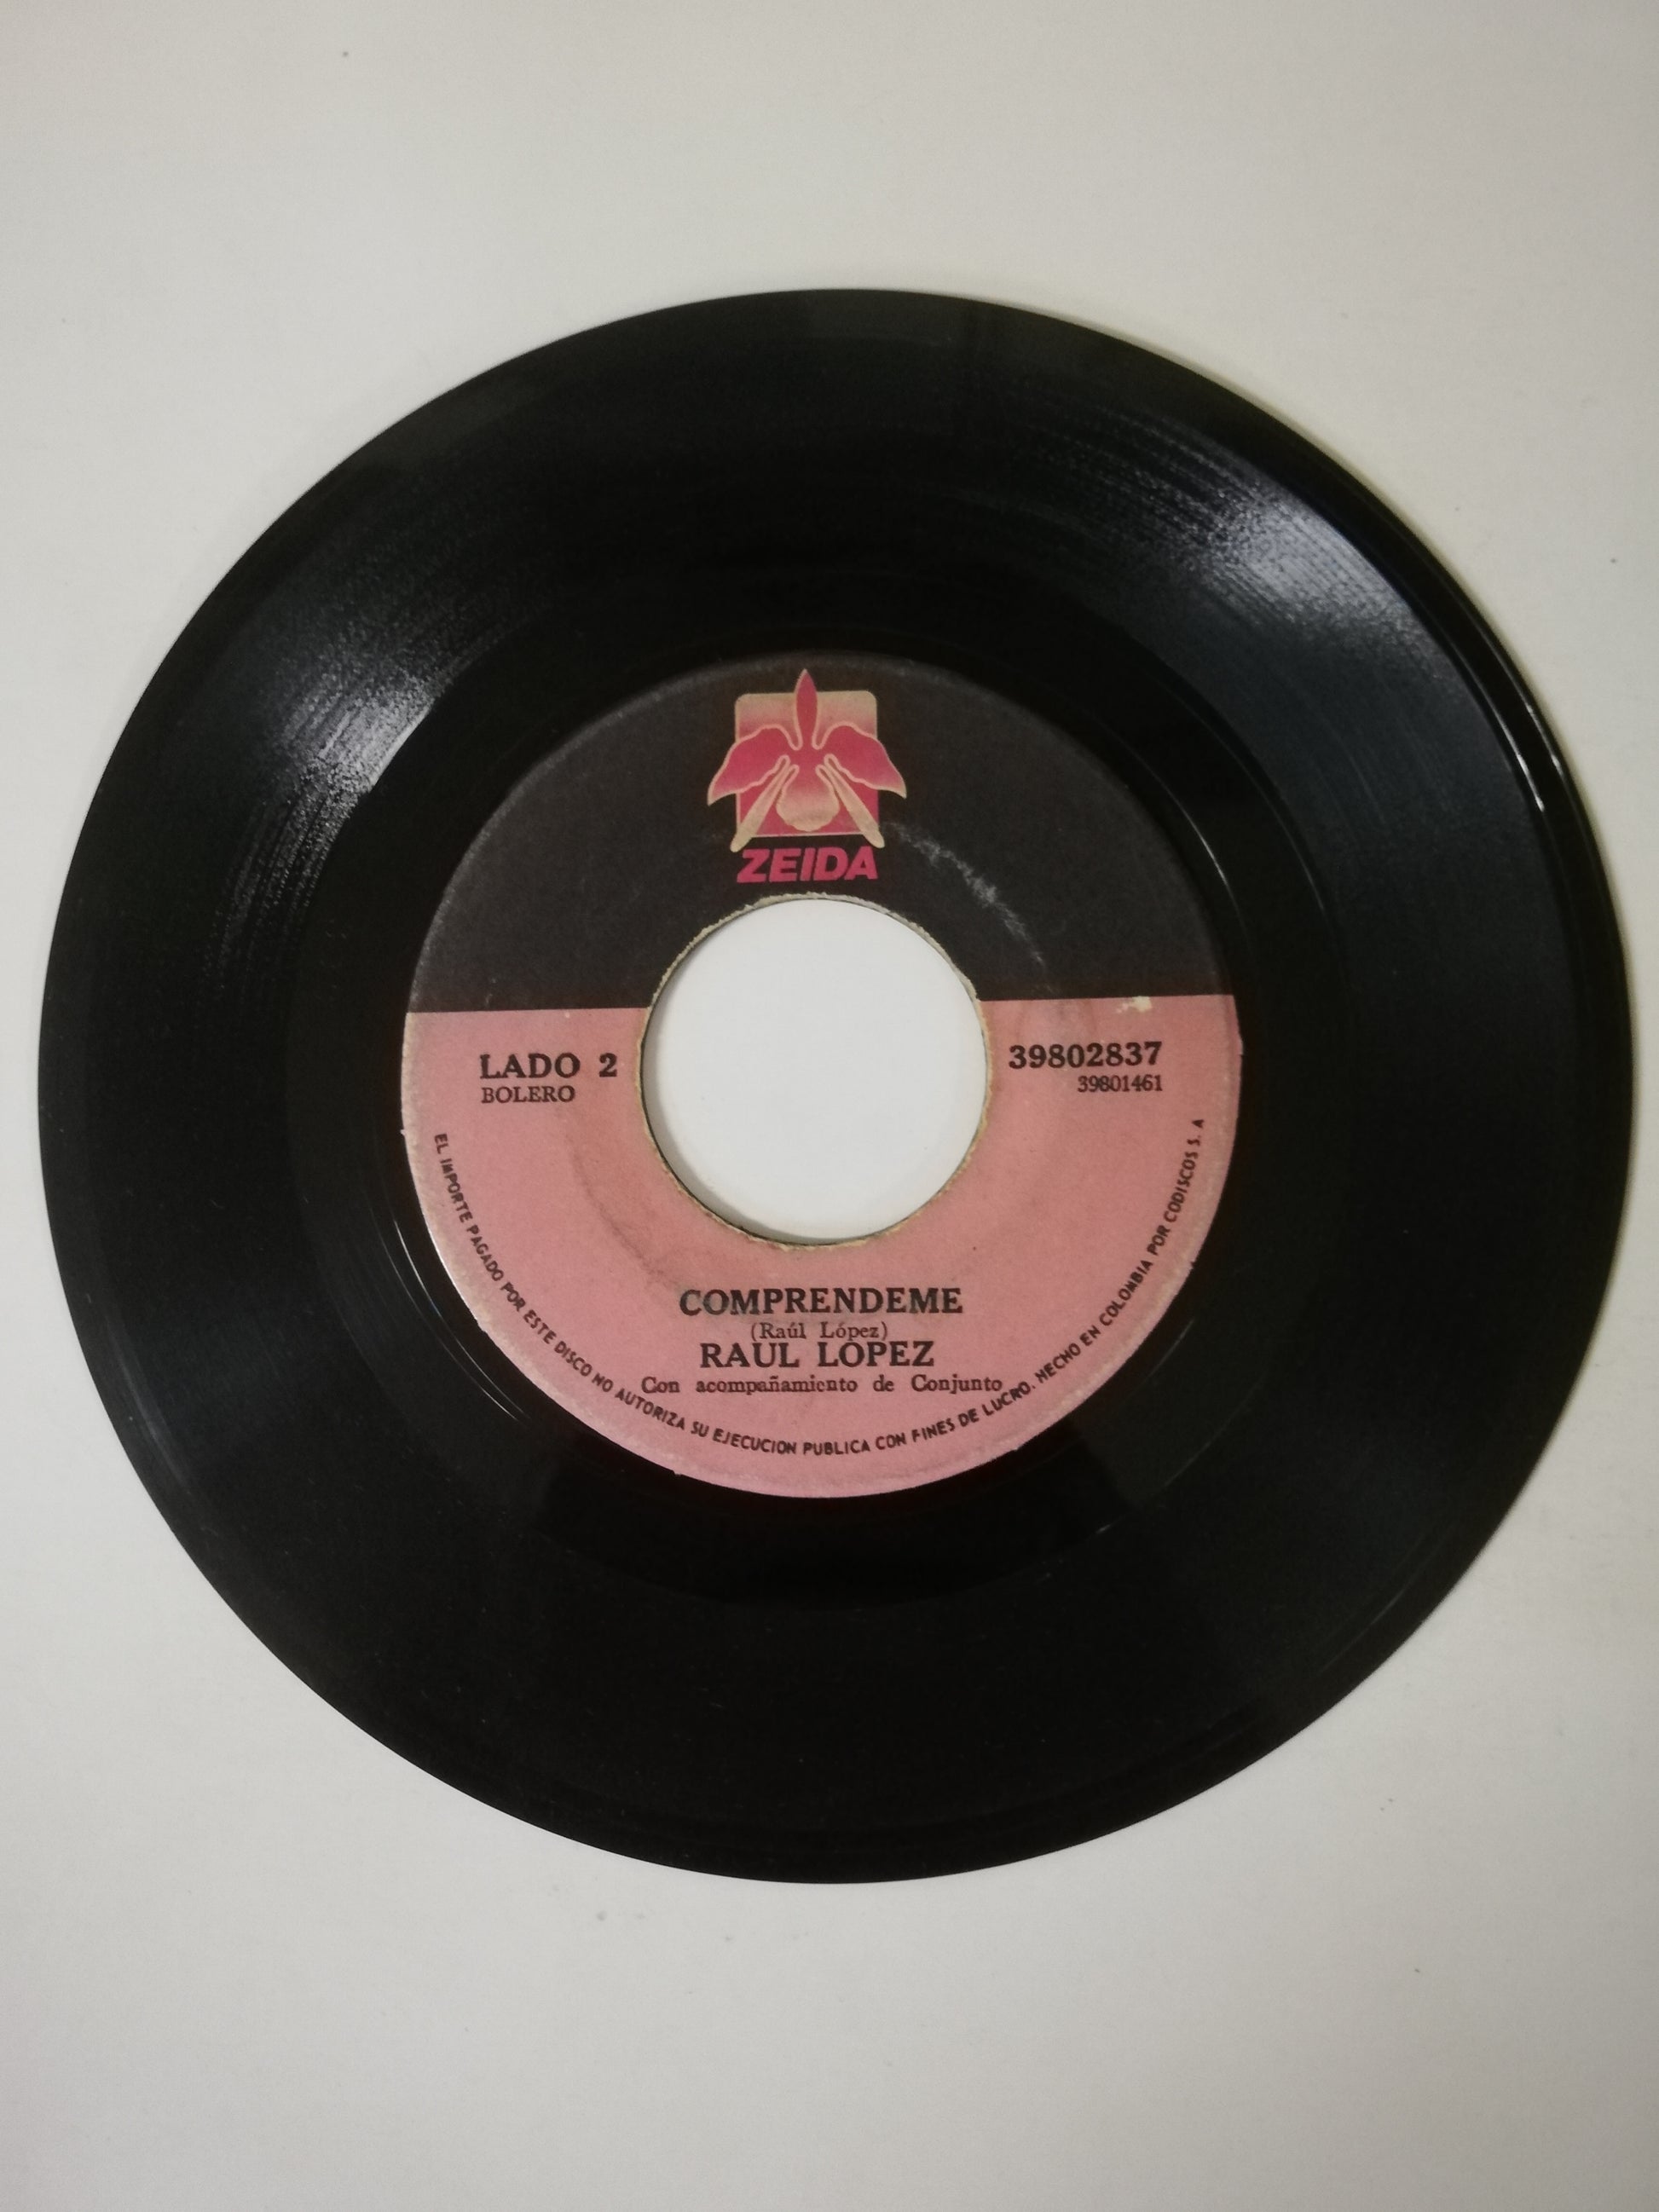 ZEIDA
LADO 2
BOLERO
39802837
39801461
COMPRENDEME
(Raúl López)
RAUL LOPEZ
Con acompañamiento de Conjunto
EL IMPORTE PAGADO POR ESTE DISCO NO AUTORIZA SU EJECUCION PUBLICA CON FINES DE LUCRO. HECHO EN COLOMBIA POR CODISCOS S. A